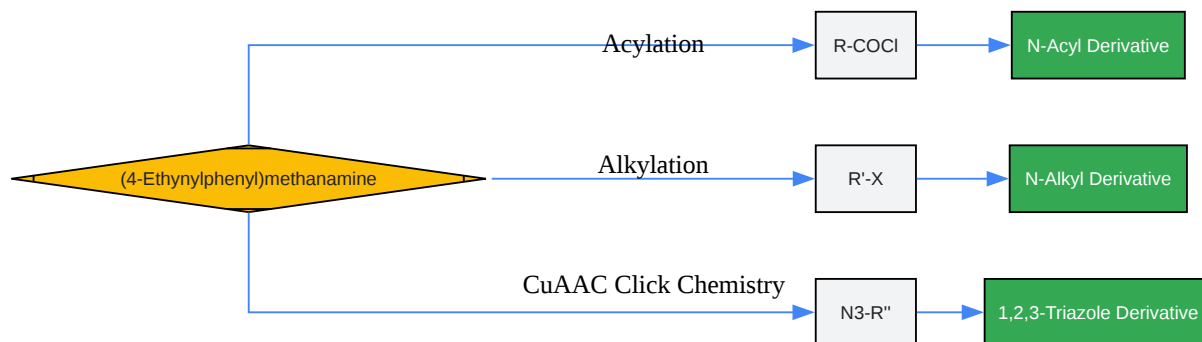 Acylation
R-COCl
N-Acyl Derivative
(4-Ethynylphenyl)methanamine
Alkylation
R'-X
N-Alkyl Derivative
CuAAC Click Chemistry
N3-R''
1,2,3-Triazole Derivative